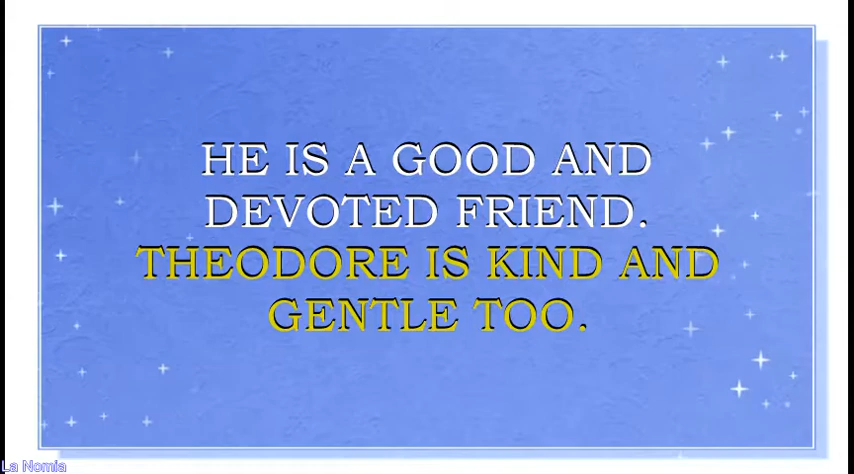 HE IS A GOOD AND
DEVOTED FRIEND.
THEODORE IS KIND AND
GENTLE TOO.
La Nomia